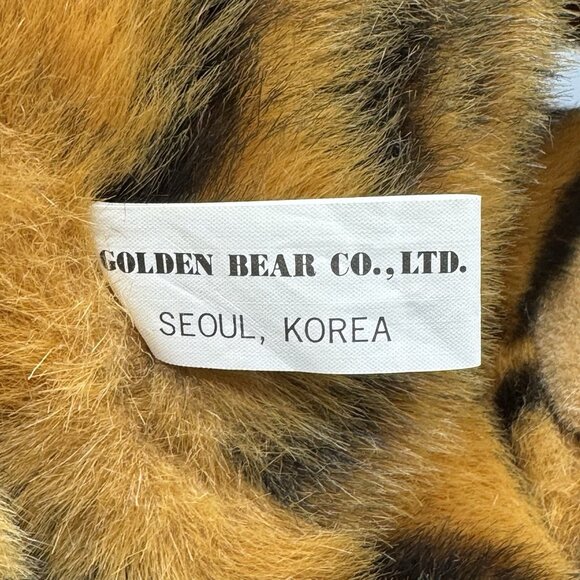 GOLDEN BEAR CO., LTD.
SEOUL, KOREA